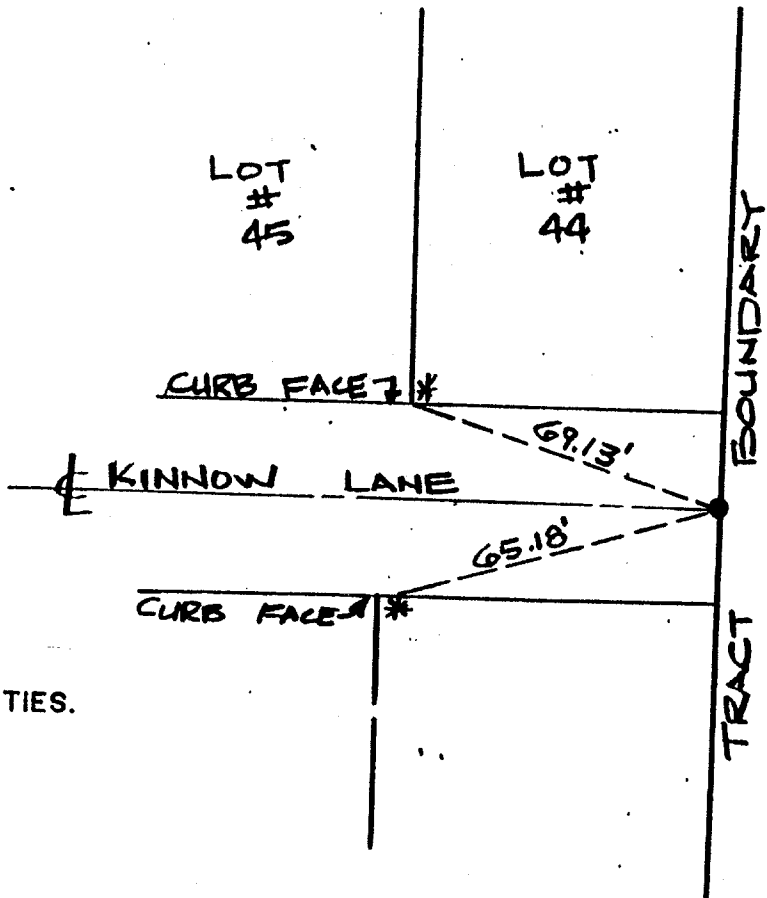 LOT
#
45
LOT
#
44
BOUNDARY
CURB FACE *
69.13'
℄ KINNOW LANE
65.18'
CURB FACE *
TRACT
TIES.